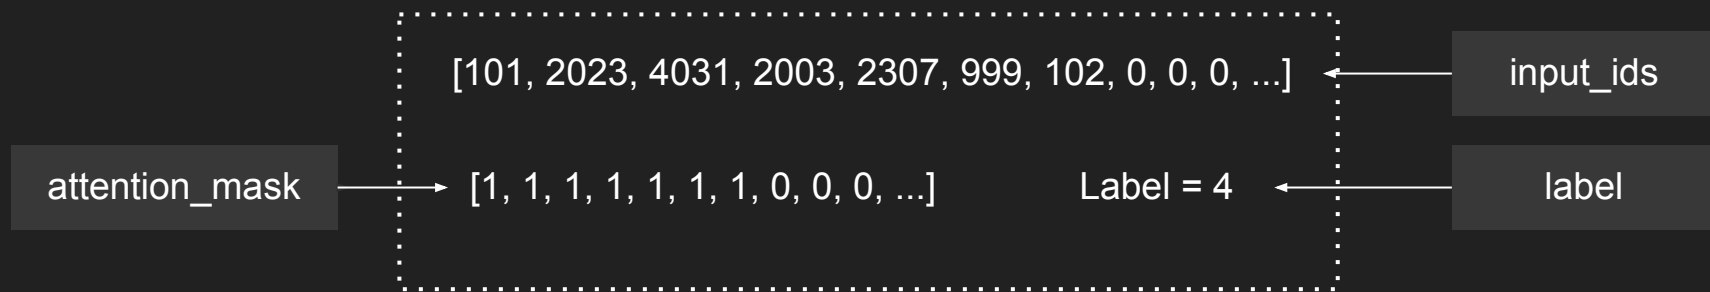 [101, 2023, 4031, 2003, 2307, 999, 102, 0, 0, 0, ...]
input_ids
attention_mask
[1, 1, 1, 1, 1, 1, 1, 0, 0, 0, ...]
Label = 4
label